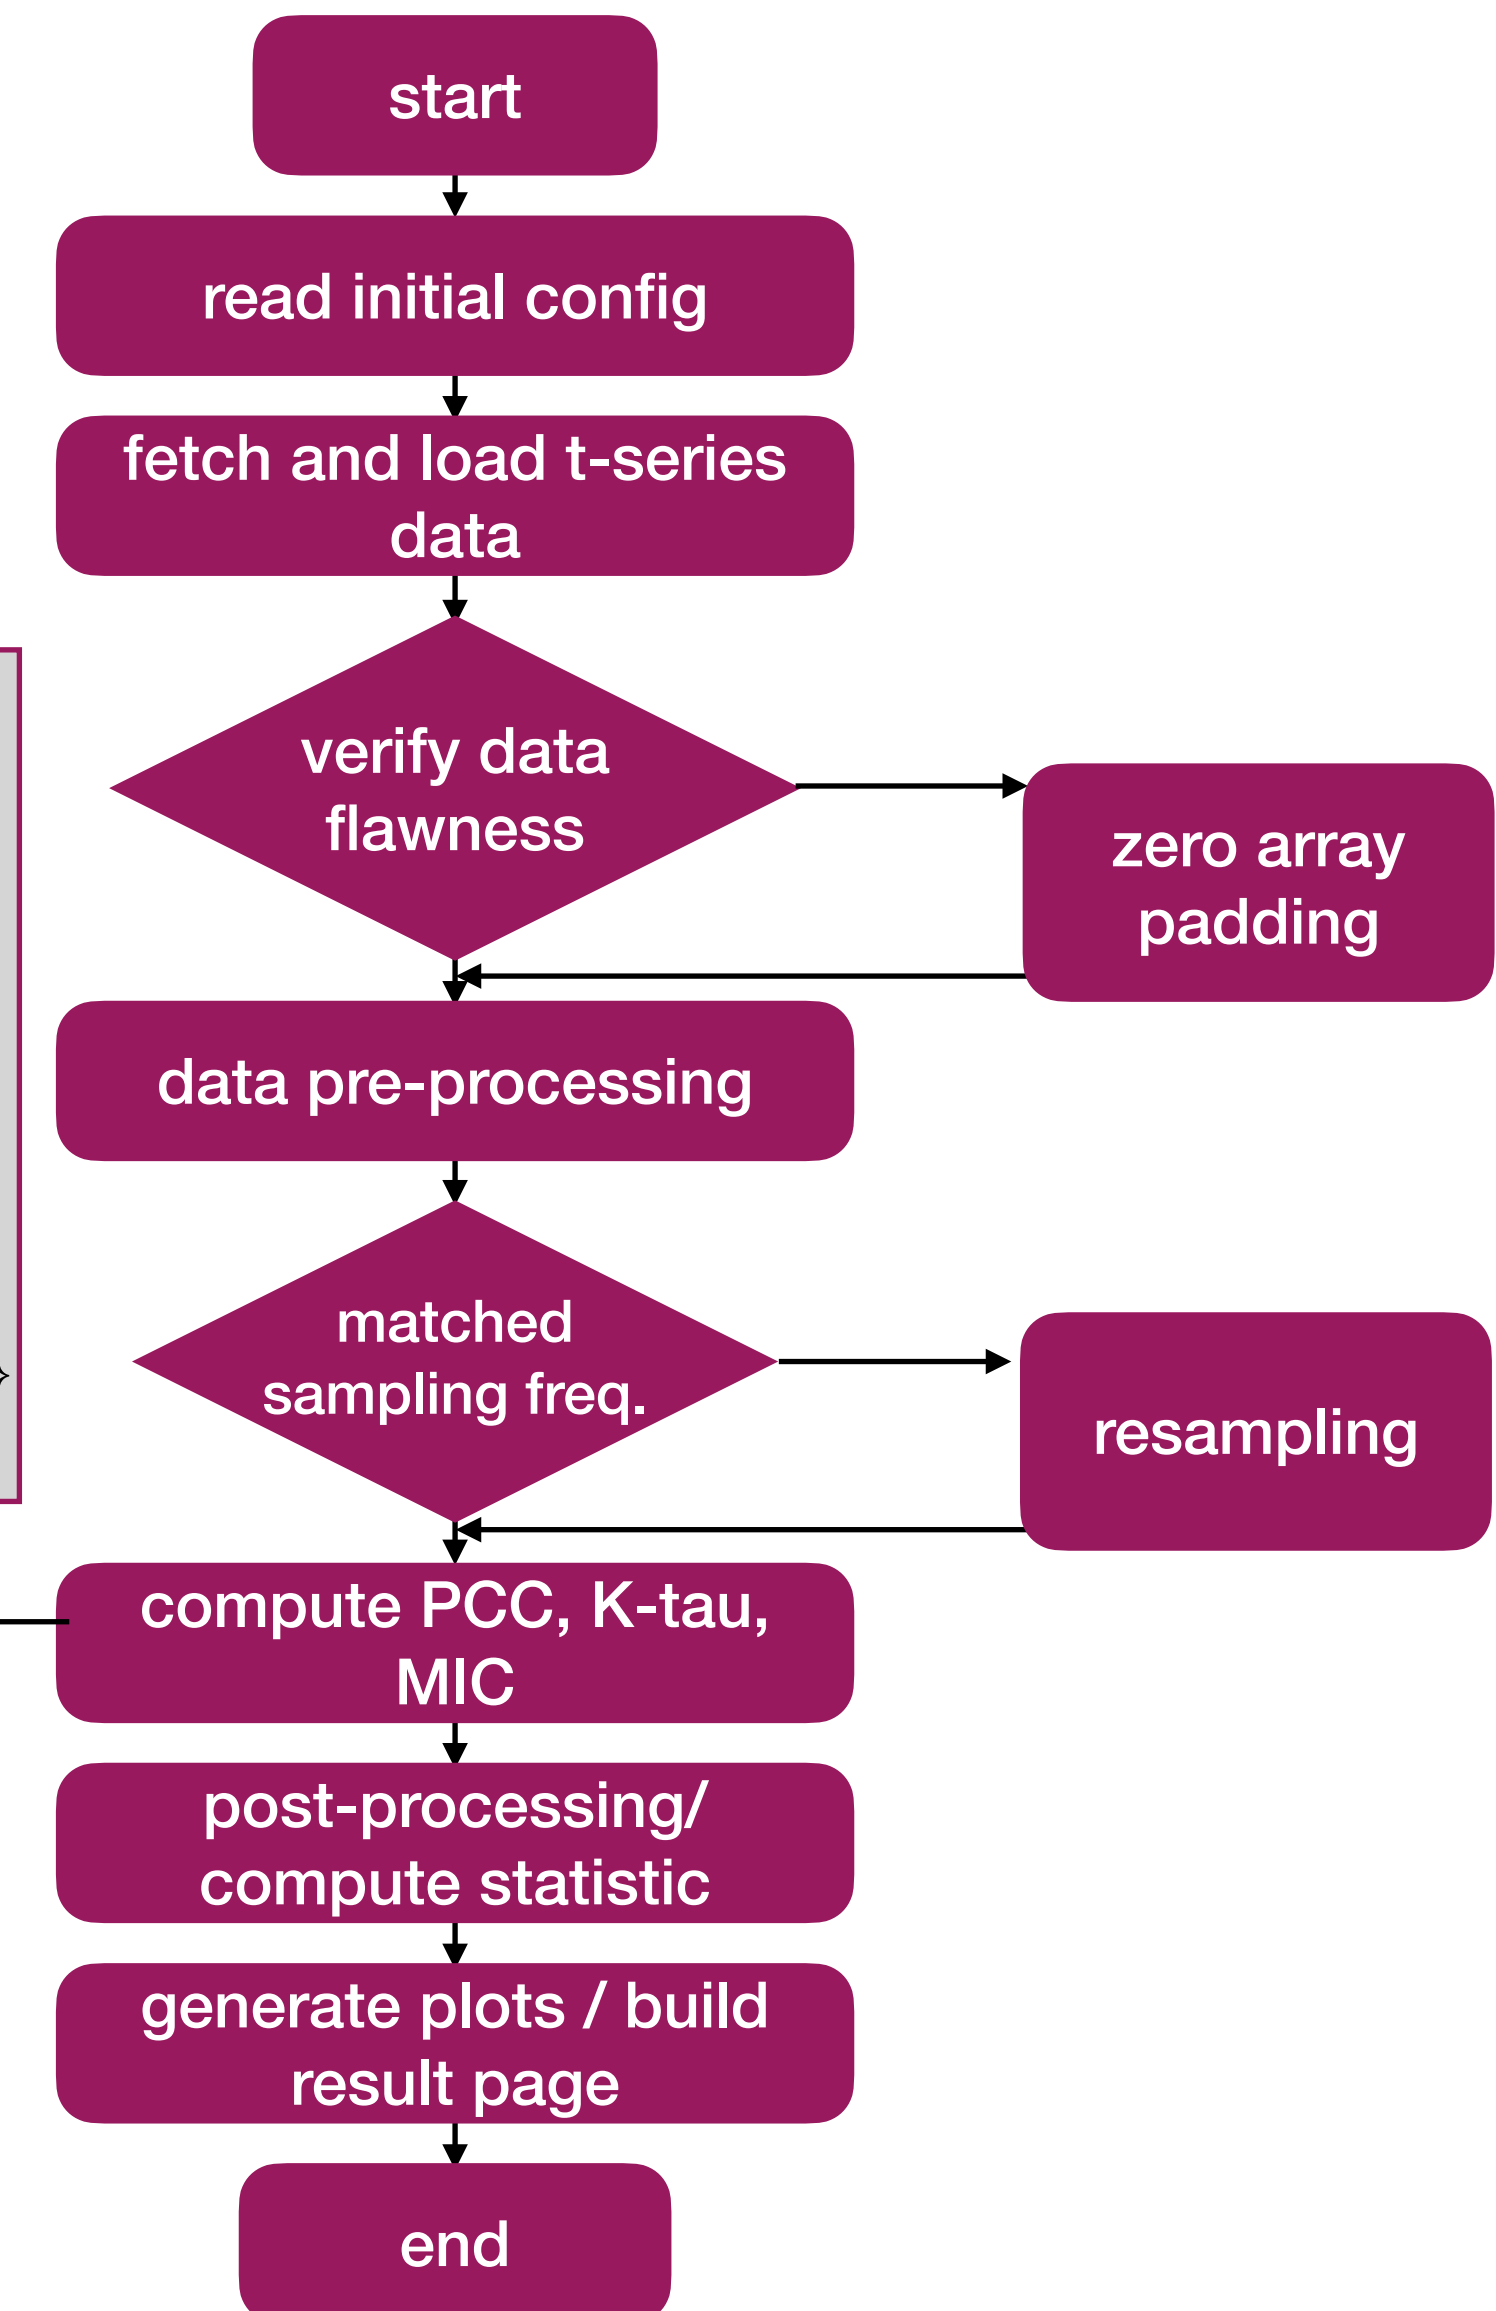 start
read initial config
fetch and load t-series
data
verify data
flawness
zero array
padding
data pre-processing
matched
sampling freq.
resampling
compute PCC, K-tau,
MIC
post-processing/
compute statistic
generate plots / build
result page
end